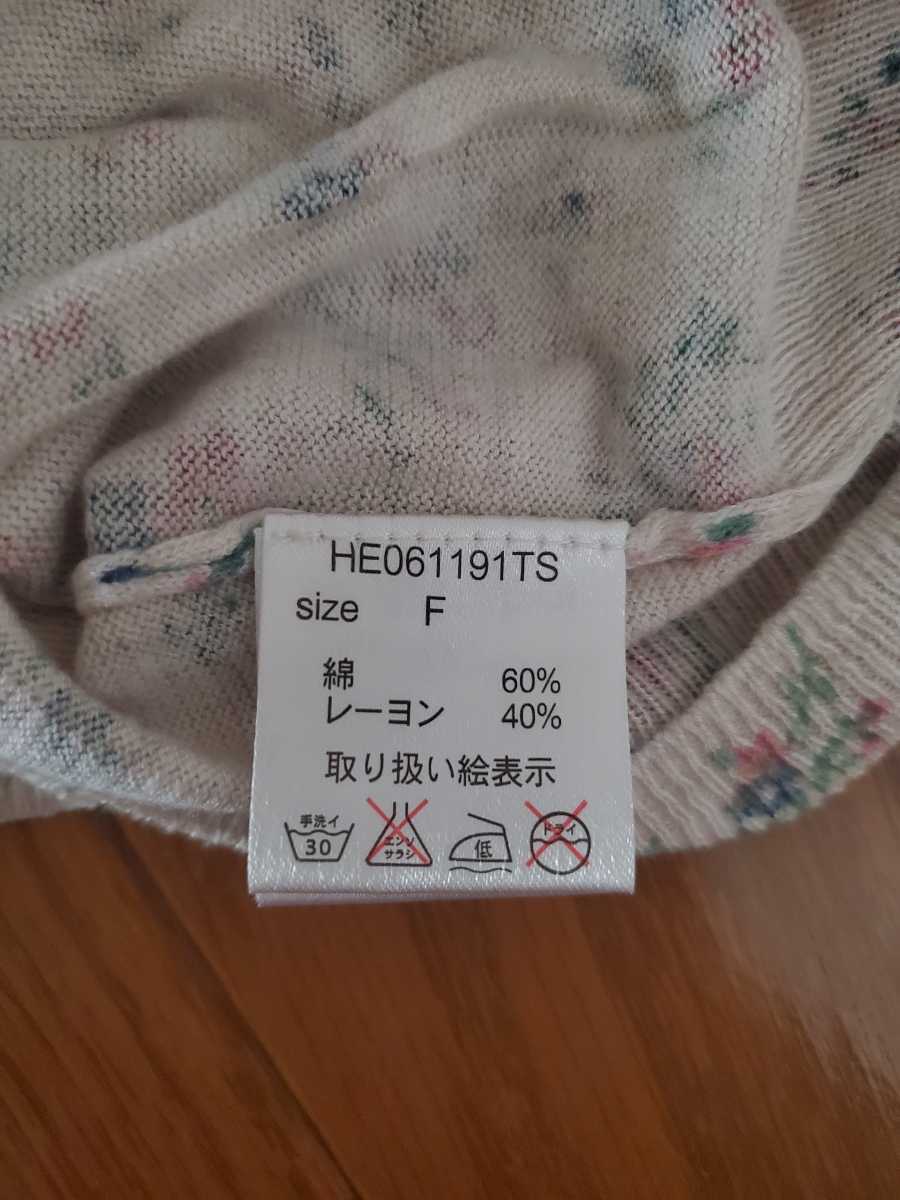 HE061191TS
size F
綿 60%
レーヨン 40%
取り扱い絵表示
手洗イ 30
エンソ サラシ
低
ドライ